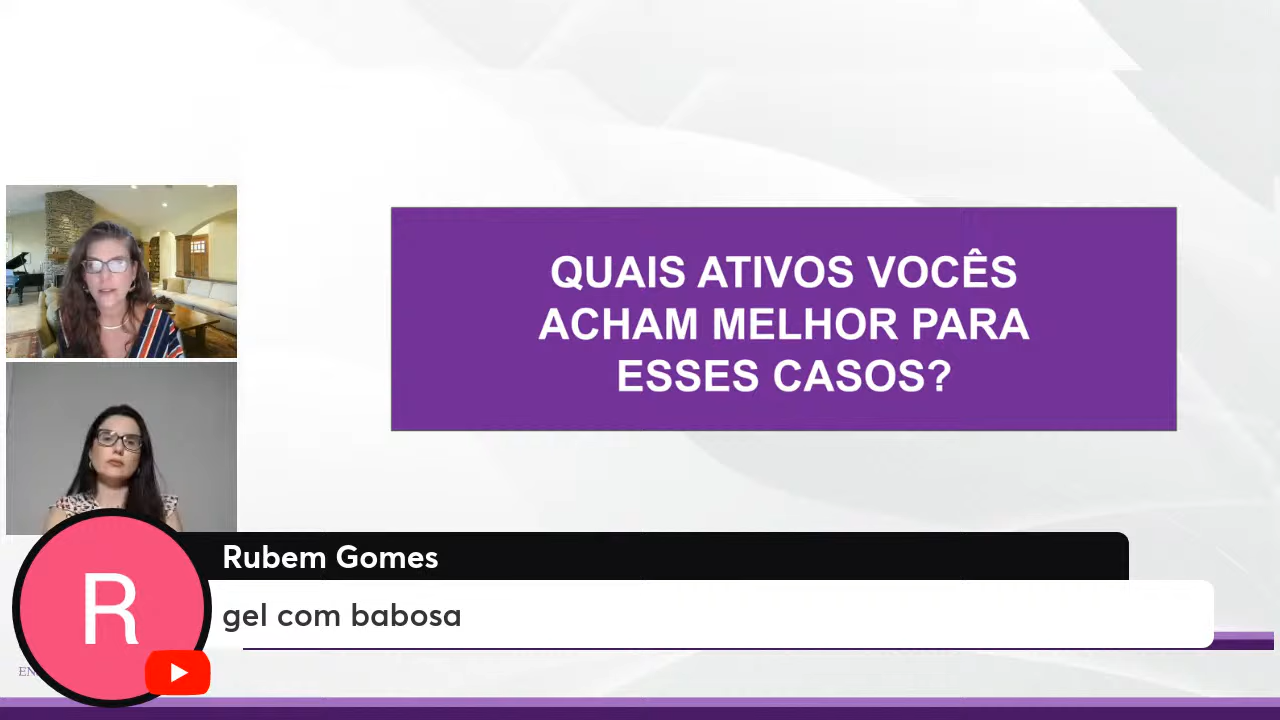 QUAIS ATIVOS VOCÊS
ACHAM MELHOR PARA
ESSES CASOS?
Rubem Gomes
R
gel com babosa